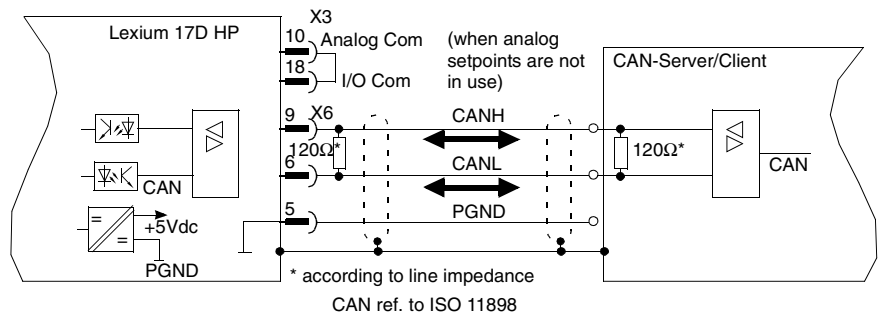 X3
Lexium 17D HP
10
Analog Com
(when analog
setpoints are not
in use)
18
I/O Com
CAN-Server/Client
9
X6
CANH
120Ω*
120Ω*
6
CANL
CAN
CAN
5
PGND
=
=
+5Vdc
PGND
* according to line impedance
CAN ref. to ISO 11898